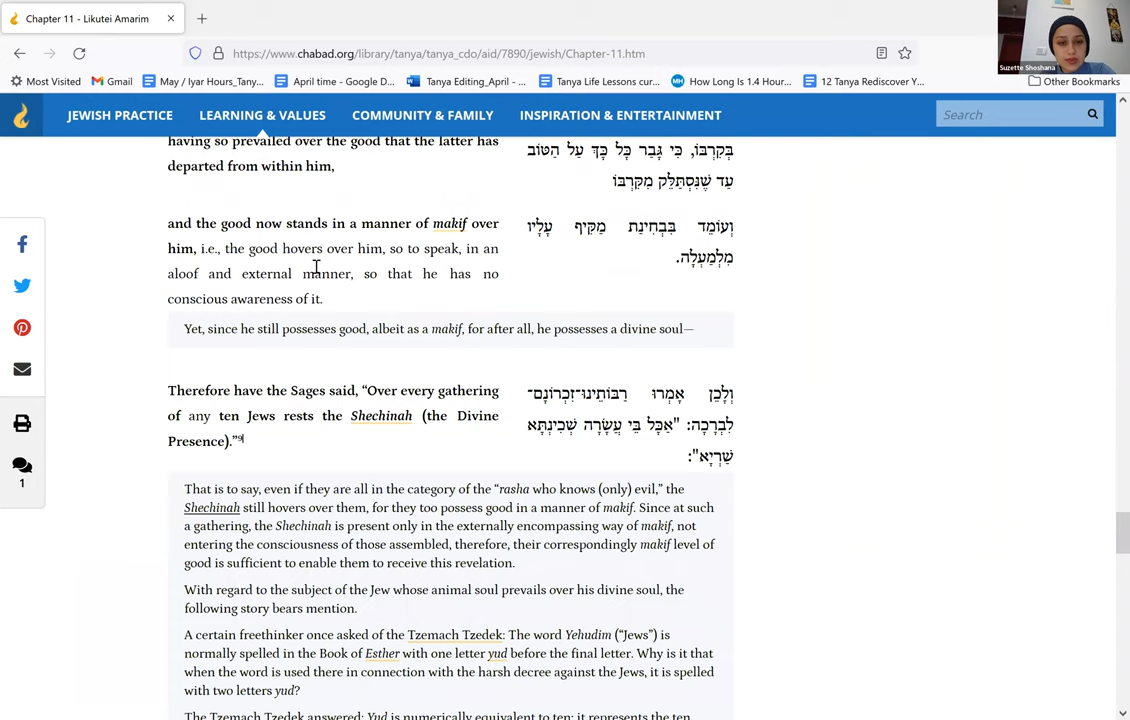 Chapter 11 - Likutei Amarim
https://www.chabad.org/library/tanya/tanya_cdo/aid/7890/jewish/Chapter-11.htm
Suzette Shoshana
Most Visited Gmail May / Iyar Hours_Tany... April time - Google D... Tanya Editing_April - ... Tanya Life Lessons cur... How Long Is 1.4 Hour... 12 Tanya Rediscover Y... Other Bookmarks
JEWISH PRACTICE LEARNING & VALUES COMMUNITY & FAMILY INSPIRATION & ENTERTAINMENT Search
having so prevailed over the good that the latter has
departed from within him,
בְּקִרְבּוֹ, כִּי גָּבַר כָּל כָּךְ עַל הַטּוֹב
עַד שֶׁנִּסְתַּלֵּק מִקִּרְבּוֹ
and the good now stands in a manner of makif over
him, i.e., the good hovers over him, so to speak, in an
aloof and external manner, so that he has no
conscious awareness of it.
וְעוֹמֵד בִּבְחִינַת מַקִּיף עָלָיו
מִלְמַעְלָה.
Yet, since he still possesses good, albeit as a makif, for after all, he possesses a divine soul—
Therefore have the Sages said, “Over every gathering
of any ten Jews rests the Shechinah (the Divine
Presence).”9
וְלָכֵן אָמְרוּ רַבּוֹתֵינוּ־זִכְרוֹנָם־
לִבְרָכָה: "אַכָּל בֵּי עֲשָׂרָה שְׁכִינְתָּא
שַׁרְיָא":
1
That is to say, even if they are all in the category of the “rasha who knows (only) evil,” the
Shechinah still hovers over them, for they too possess good in a manner of makif. Since at such
a gathering, the Shechinah is present only in the externally encompassing way of makif, not
entering the consciousness of those assembled, therefore, their correspondingly makif level of
good is sufficient to enable them to receive this revelation.
With regard to the subject of the Jew whose animal soul prevails over his divine soul, the
following story bears mention.
A certain freethinker once asked of the Tzemach Tzedek: The word Yehudim (“Jews”) is
normally spelled in the Book of Esther with one letter yud before the final letter. Why is it that
when the word is used there in connection with the harsh decree against the Jews, it is spelled
with two letters yud?
The Tzemach Tzedek answered: Yud is numerically equivalent to ten; it represents the ten